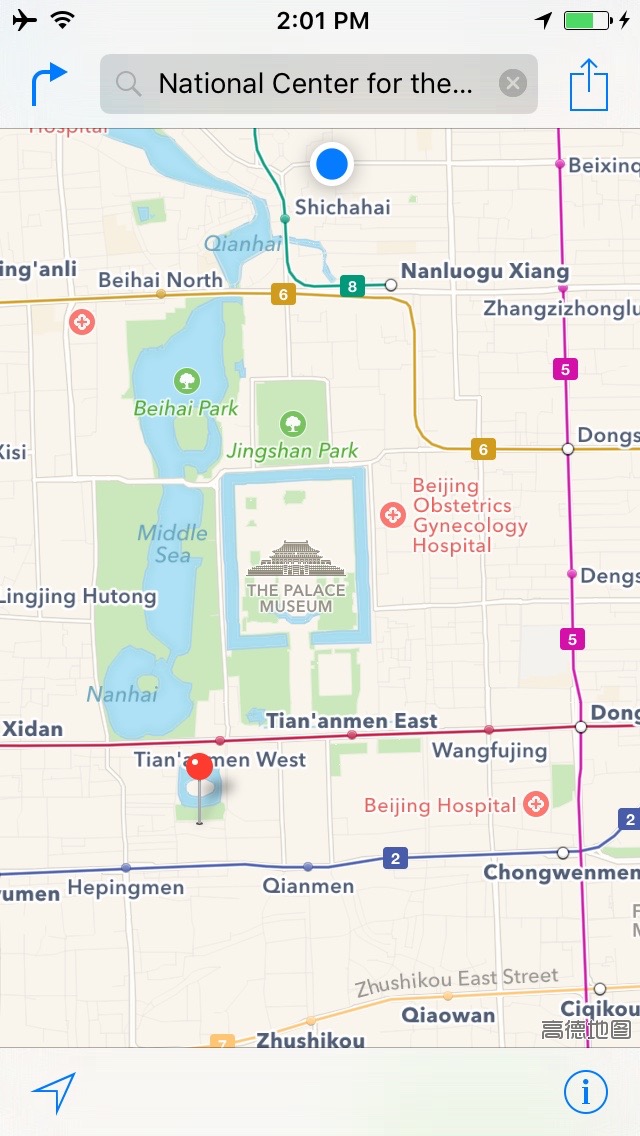 2:01 PM
National Center for the...
Hospital
Beixinq
Shichahai
Qianhai
ing'anli
Beihai North
Nanluogu Xiang
6
8
Zhangzizhonglu
5
Beihai Park
Jingshan Park
Dongs
Xisi
6
Beijing
Obstetrics
Gynecology
Hospital
Middle
Sea
Dengs
THE PALACE
MUSEUM
Lingjing Hutong
5
Nanhai
Xidan
Tian'anmen East
Dong
Wangfujing
Tian'anmen West
Beijing Hospital
2
2
Chongwenmen
wumen
Hepingmen
Qianmen
Zhushikou East Street
Qiaowan
Ciqikou
高德地图
7
Zhushikou